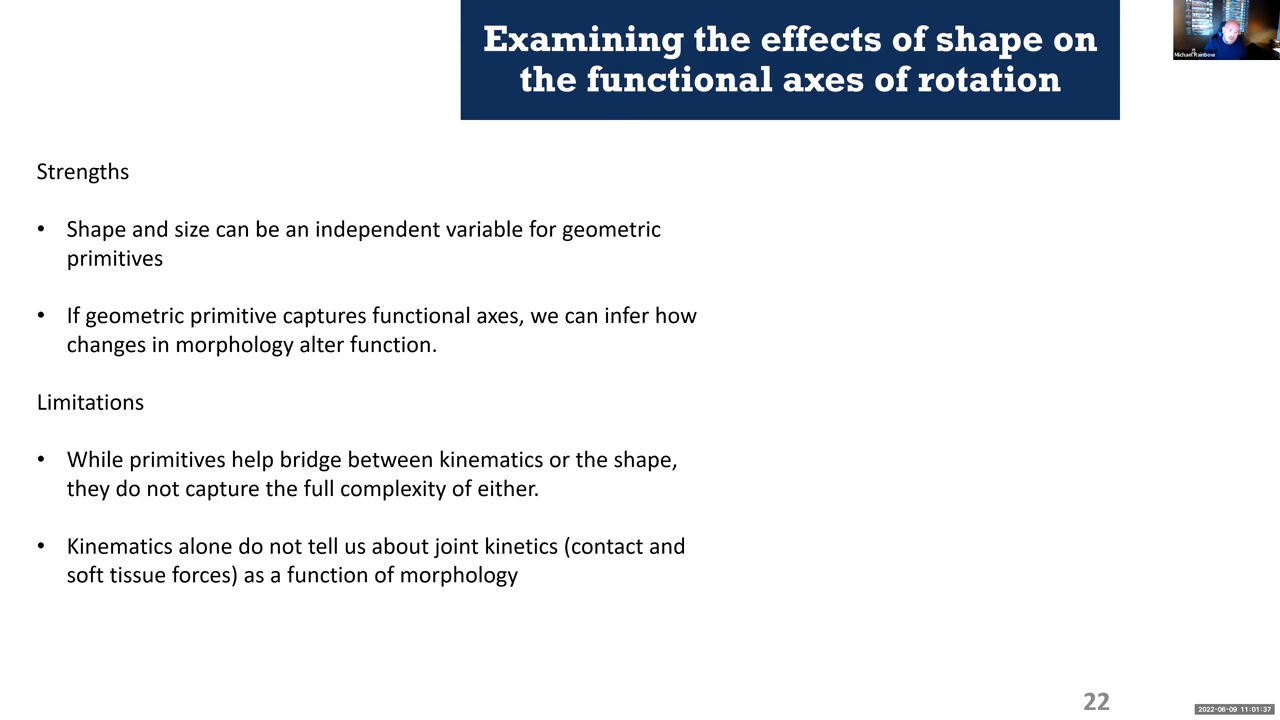 Examining the effects of shape on
the functional axes of rotation
Michael Rainbow
Strengths
• Shape and size can be an independent variable for geometric
primitives
• If geometric primitive captures functional axes, we can infer how
changes in morphology alter function.
Limitations
• While primitives help bridge between kinematics or the shape,
they do not capture the full complexity of either.
• Kinematics alone do not tell us about joint kinetics (contact and
soft tissue forces) as a function of morphology
22
2022-06-09 11:01:37